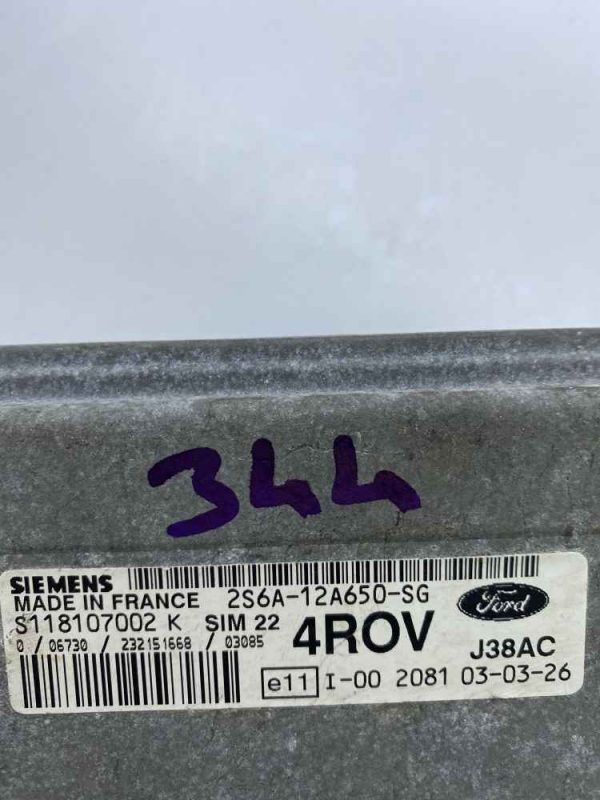 344
SIEMENS
MADE IN FRANCE 2S6A-12A650-SG Ford
S118107002 K SIM 22 4ROV J38AC
0 / 06730 / 232151668 / 03085
e11 I-00 2081 03-03-26